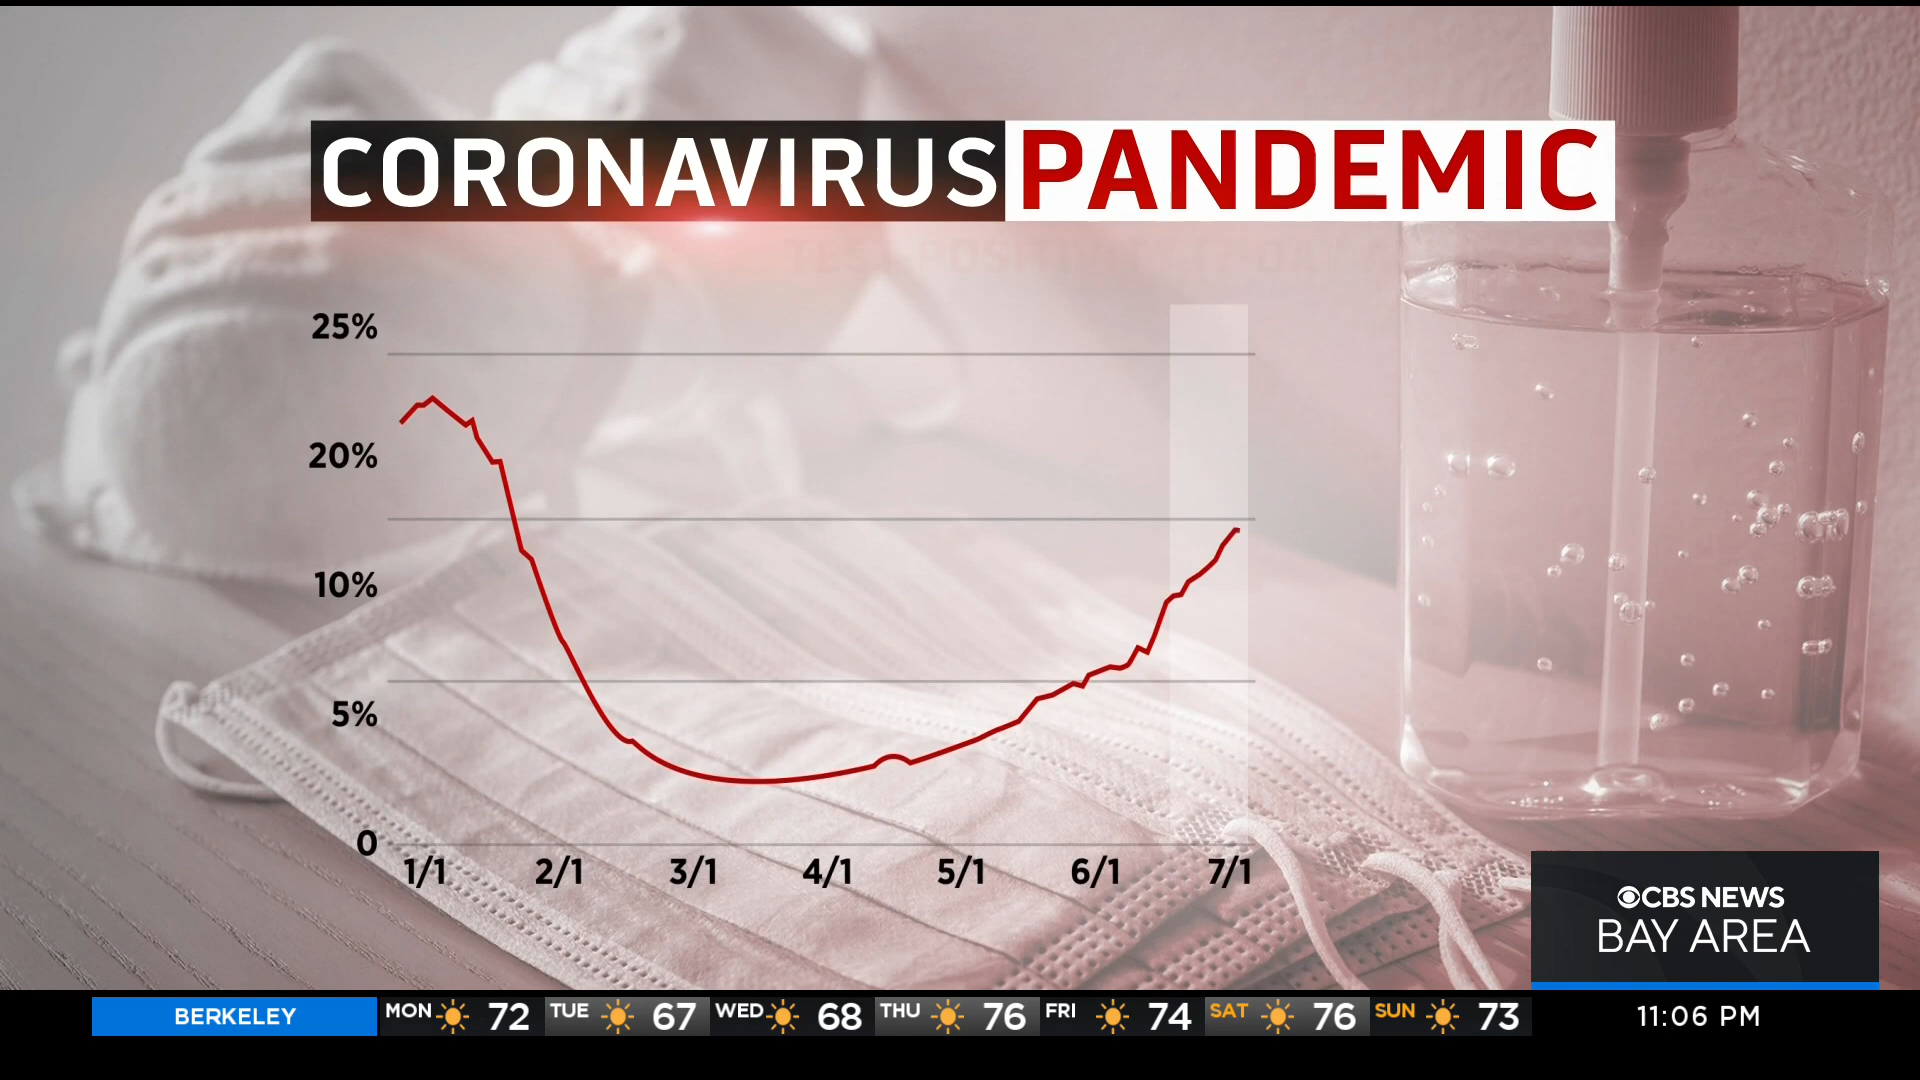 CORONAVIRUS PANDEMIC
TEST POSITIVITY
25%
20%
10%
5%
0
1/1 2/1 3/1 4/1 5/1 6/1 7/1
CBS NEWS
BAY AREA
BERKELEY MON 72 TUE 67 WED 68 THU 76 FRI 74 SAT 76 SUN 73 11:06 PM